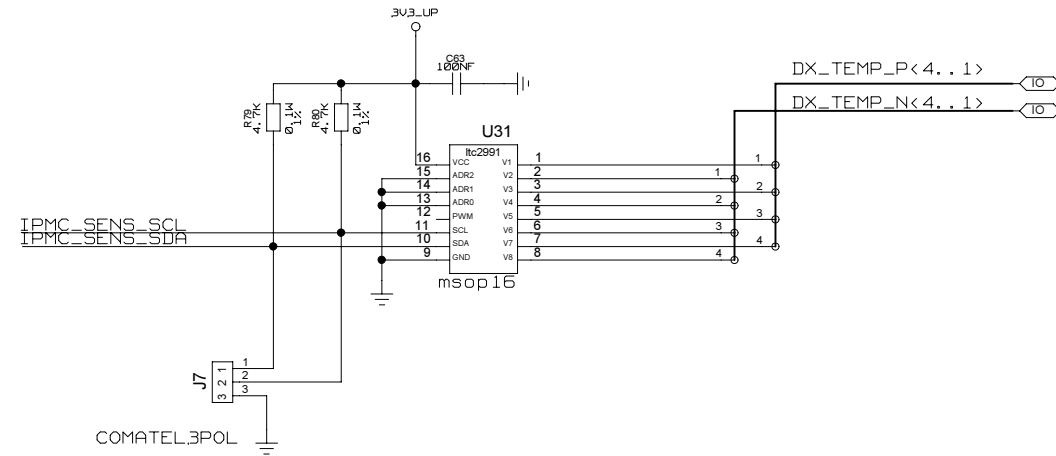 3V3_UP
C63
100NF
DX_TEMP_P<4..1>
IO
DX_TEMP_N<4..1>
IO
R79
4.7K
0.1W
1%
R80
4.7K
0.1W
1%
U31
ltc2991
16 VCC V1 1 1
15 ADR2 V2 2 1
14 ADR1 V3 3 2
13 ADR0 V4 4 2
12 PWM V5 5 3
11 SCL V6 6 3
10 SDA V7 7 4
9 GND V8 8 4
msop16
IPMC_SENS_SCL
IPMC_SENS_SDA
J7
1 1
2 2
3 3
COMATEL,3POL